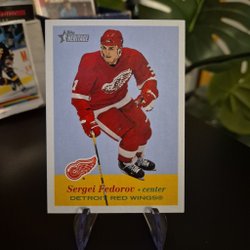 Topps
HERITAGE
Sergei Fedorov • center
DETROIT RED WINGS®